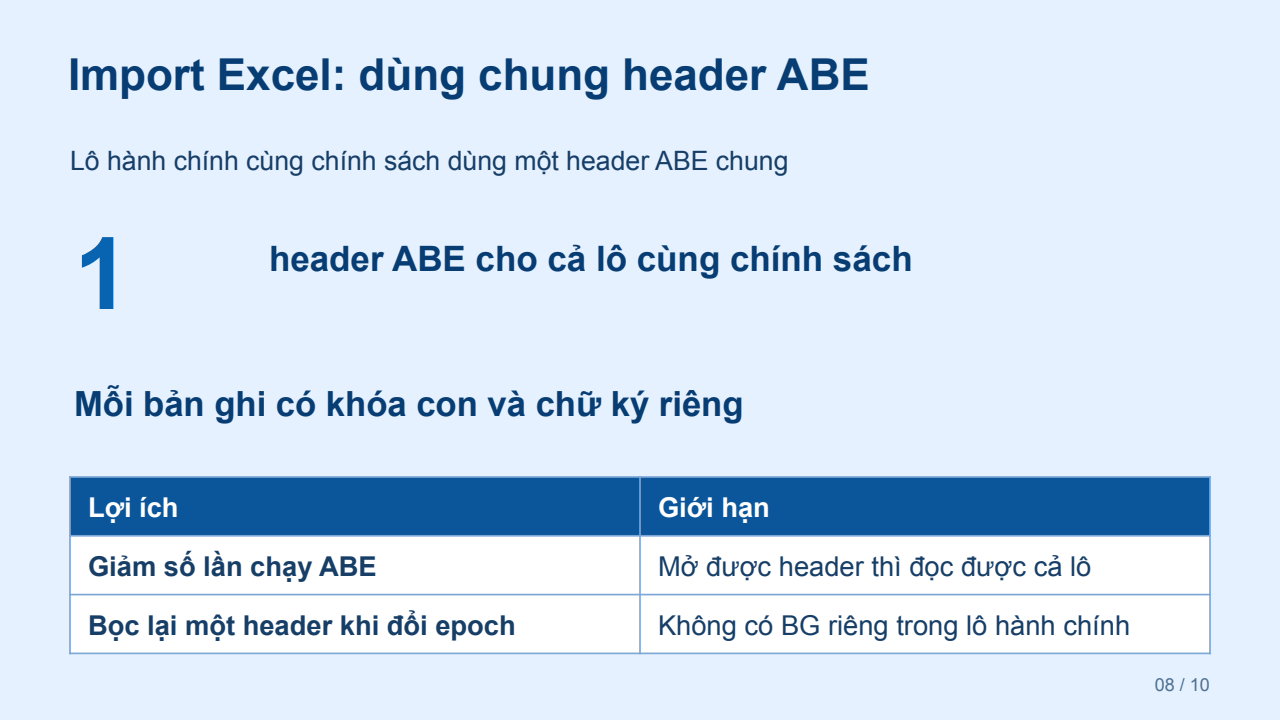 Import Excel: dùng chung header ABE
Lô hành chính cùng chính sách dùng một header ABE chung
1
header ABE cho cả lô cùng chính sách
Mỗi bản ghi có khóa con và chữ ký riêng
Lợi ích
Giới hạn
Giảm số lần chạy ABE
Mở được header thì đọc được cả lô
Bọc lại một header khi đổi epoch
Không có BG riêng trong lô hành chính
08 / 10